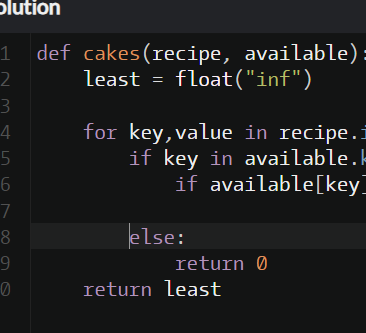 olution
1 def cakes(recipe, available):
2 least = float("inf")
3
4 for key,value in recipe.i
5 if key in available.k
6 if available[key]
7
8 else:
9 return 0
0 return least